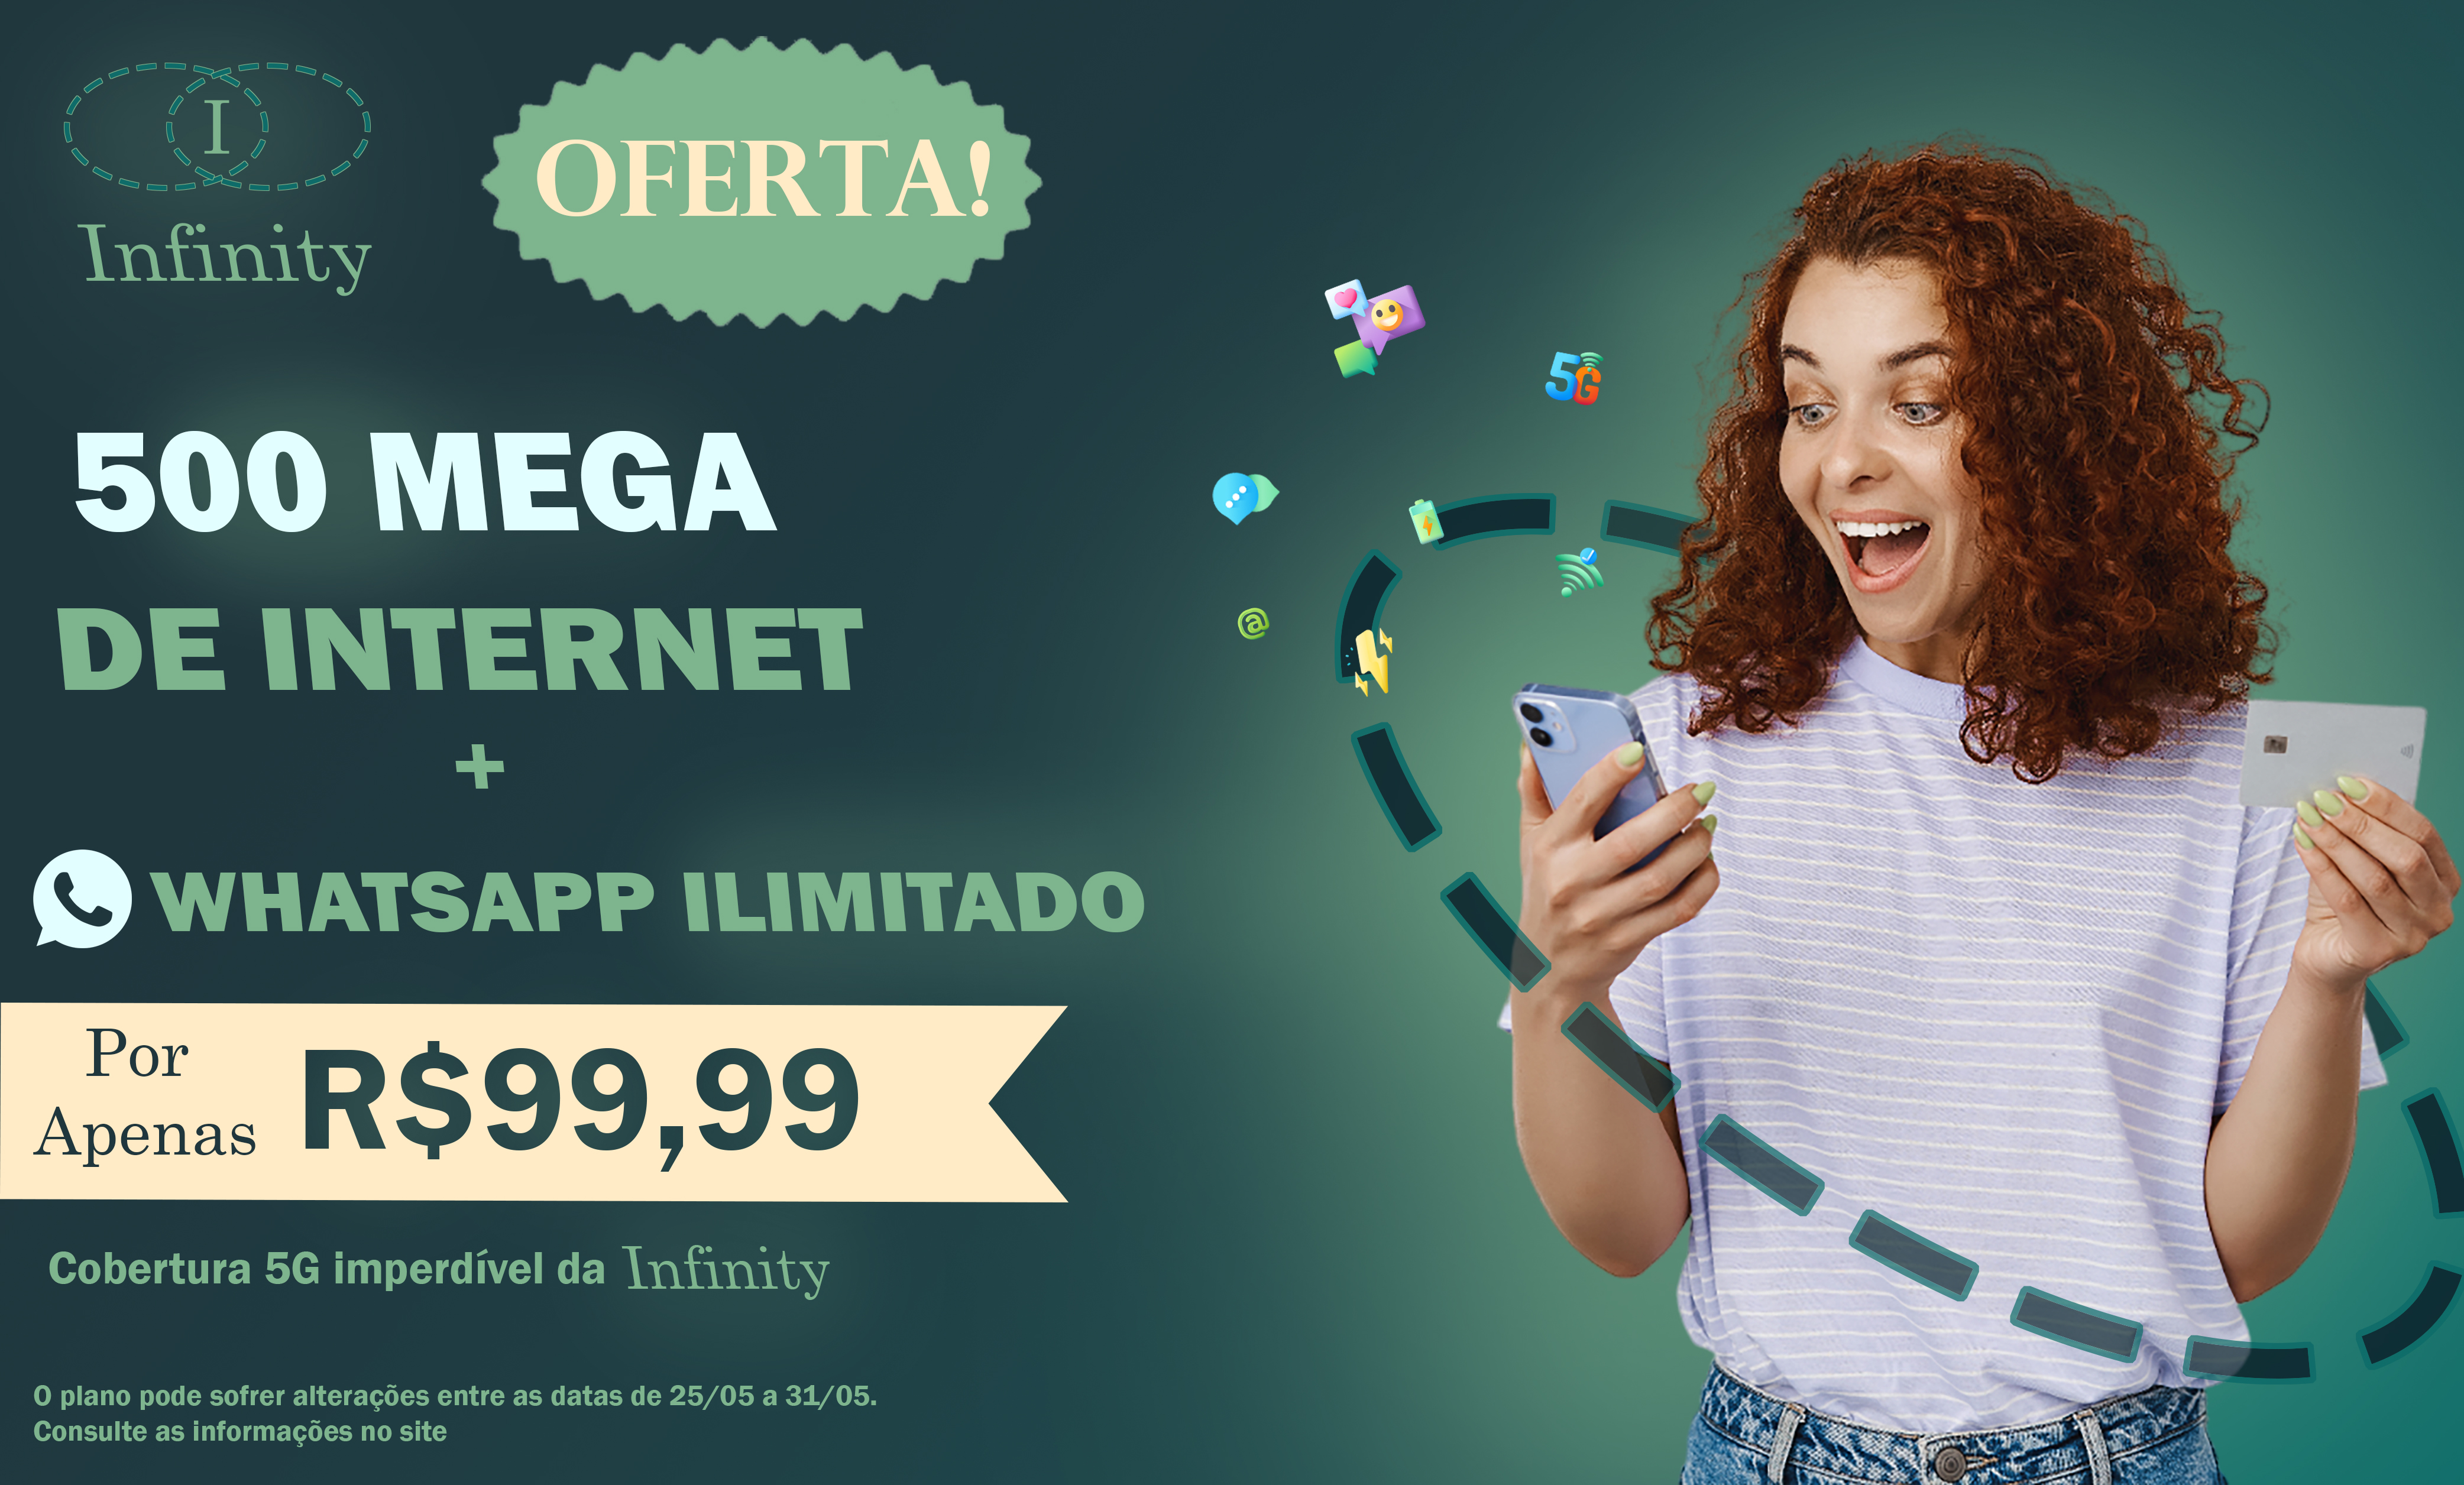 I
Infinity
OFERTA!
500 MEGA
DE INTERNET
+
WHATSAPP ILIMITADO
Por
Apenas
R$99,99
Cobertura 5G imperdível da Infinity
O plano pode sofrer alterações entre as datas de 25/05 a 31/05.
Consulte as informações no site
5G
@